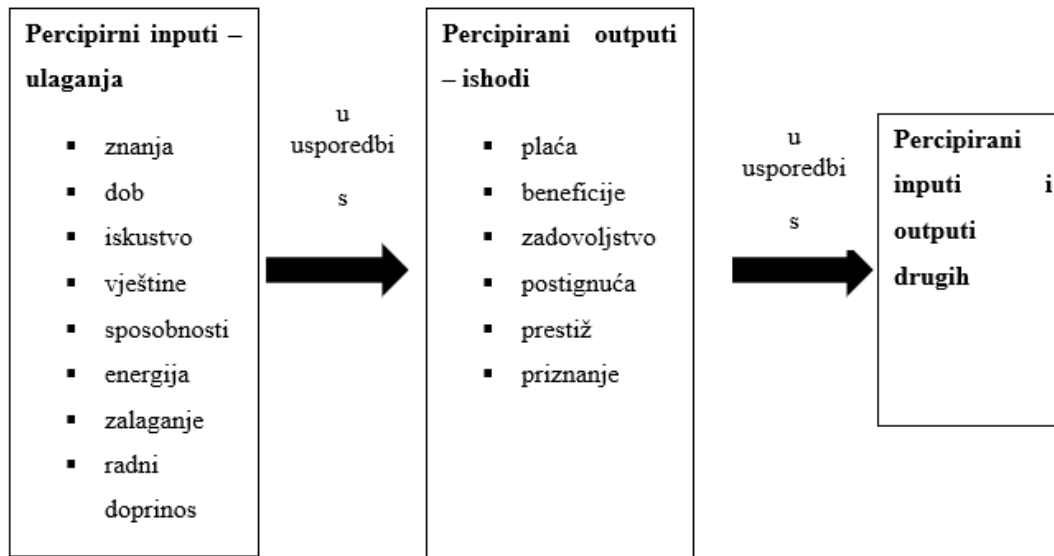 Percipirni inputi –
ulaganja
▪ znanja
▪ dob
▪ iskustvo
▪ vještine
▪ sposobnosti
▪ energija
▪ zalaganje
▪ radni
doprinos
u
usporedbi
s
Percipirani outputi
– ishodi
▪ plaća
▪ beneficije
▪ zadovoljstvo
▪ postignuća
▪ prestiž
▪ priznanje
u
usporedbi
s
Percipirani
inputi i
outputi
drugih